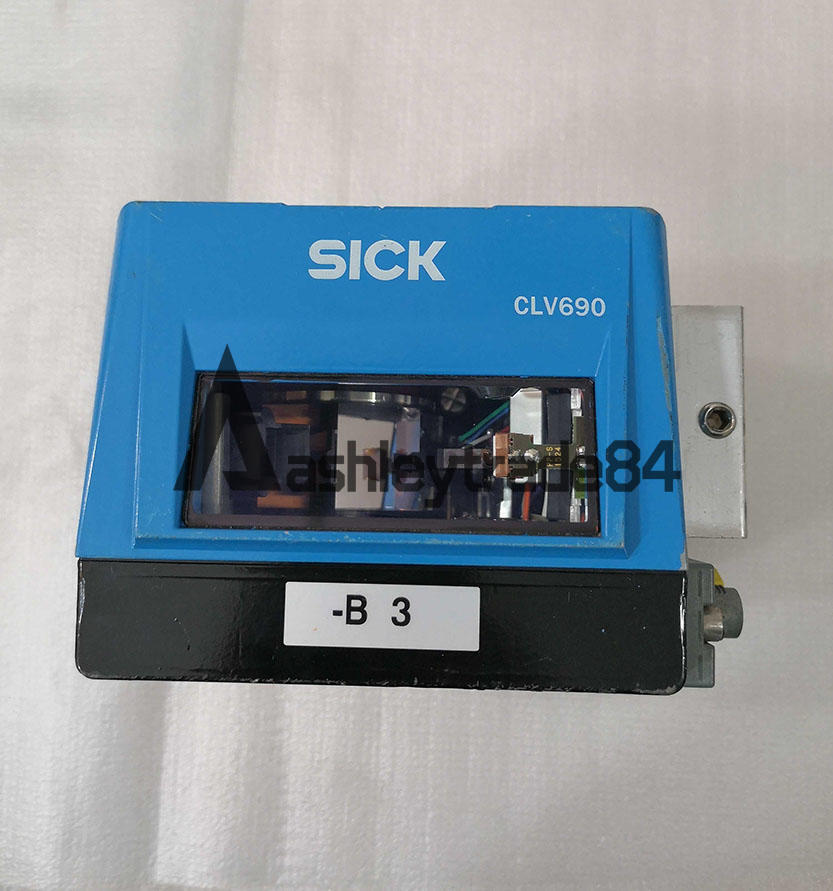 SICK
CLV690
ashleytrade84
-B 3